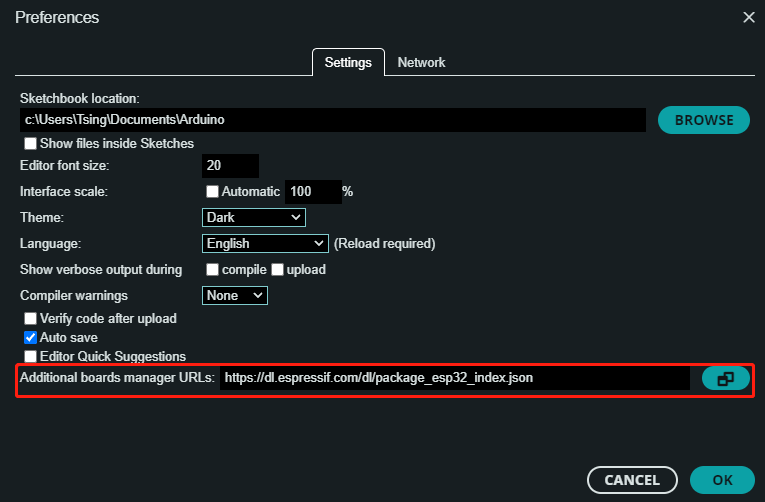 Preferences
Settings Network
Sketchbook location:
c:\Users\Tsing\Documents\Arduino BROWSE
Show files inside Sketches
Editor font size: 20
Interface scale: Automatic 100 %
Theme: Dark
Language: English (Reload required)
Show verbose output during compile upload
Compiler warnings None
Verify code after upload
Auto save
Editor Quick Suggestions
Additional boards manager URLs: https://dl.espressif.com/dl/package_esp32_index.json
CANCEL OK